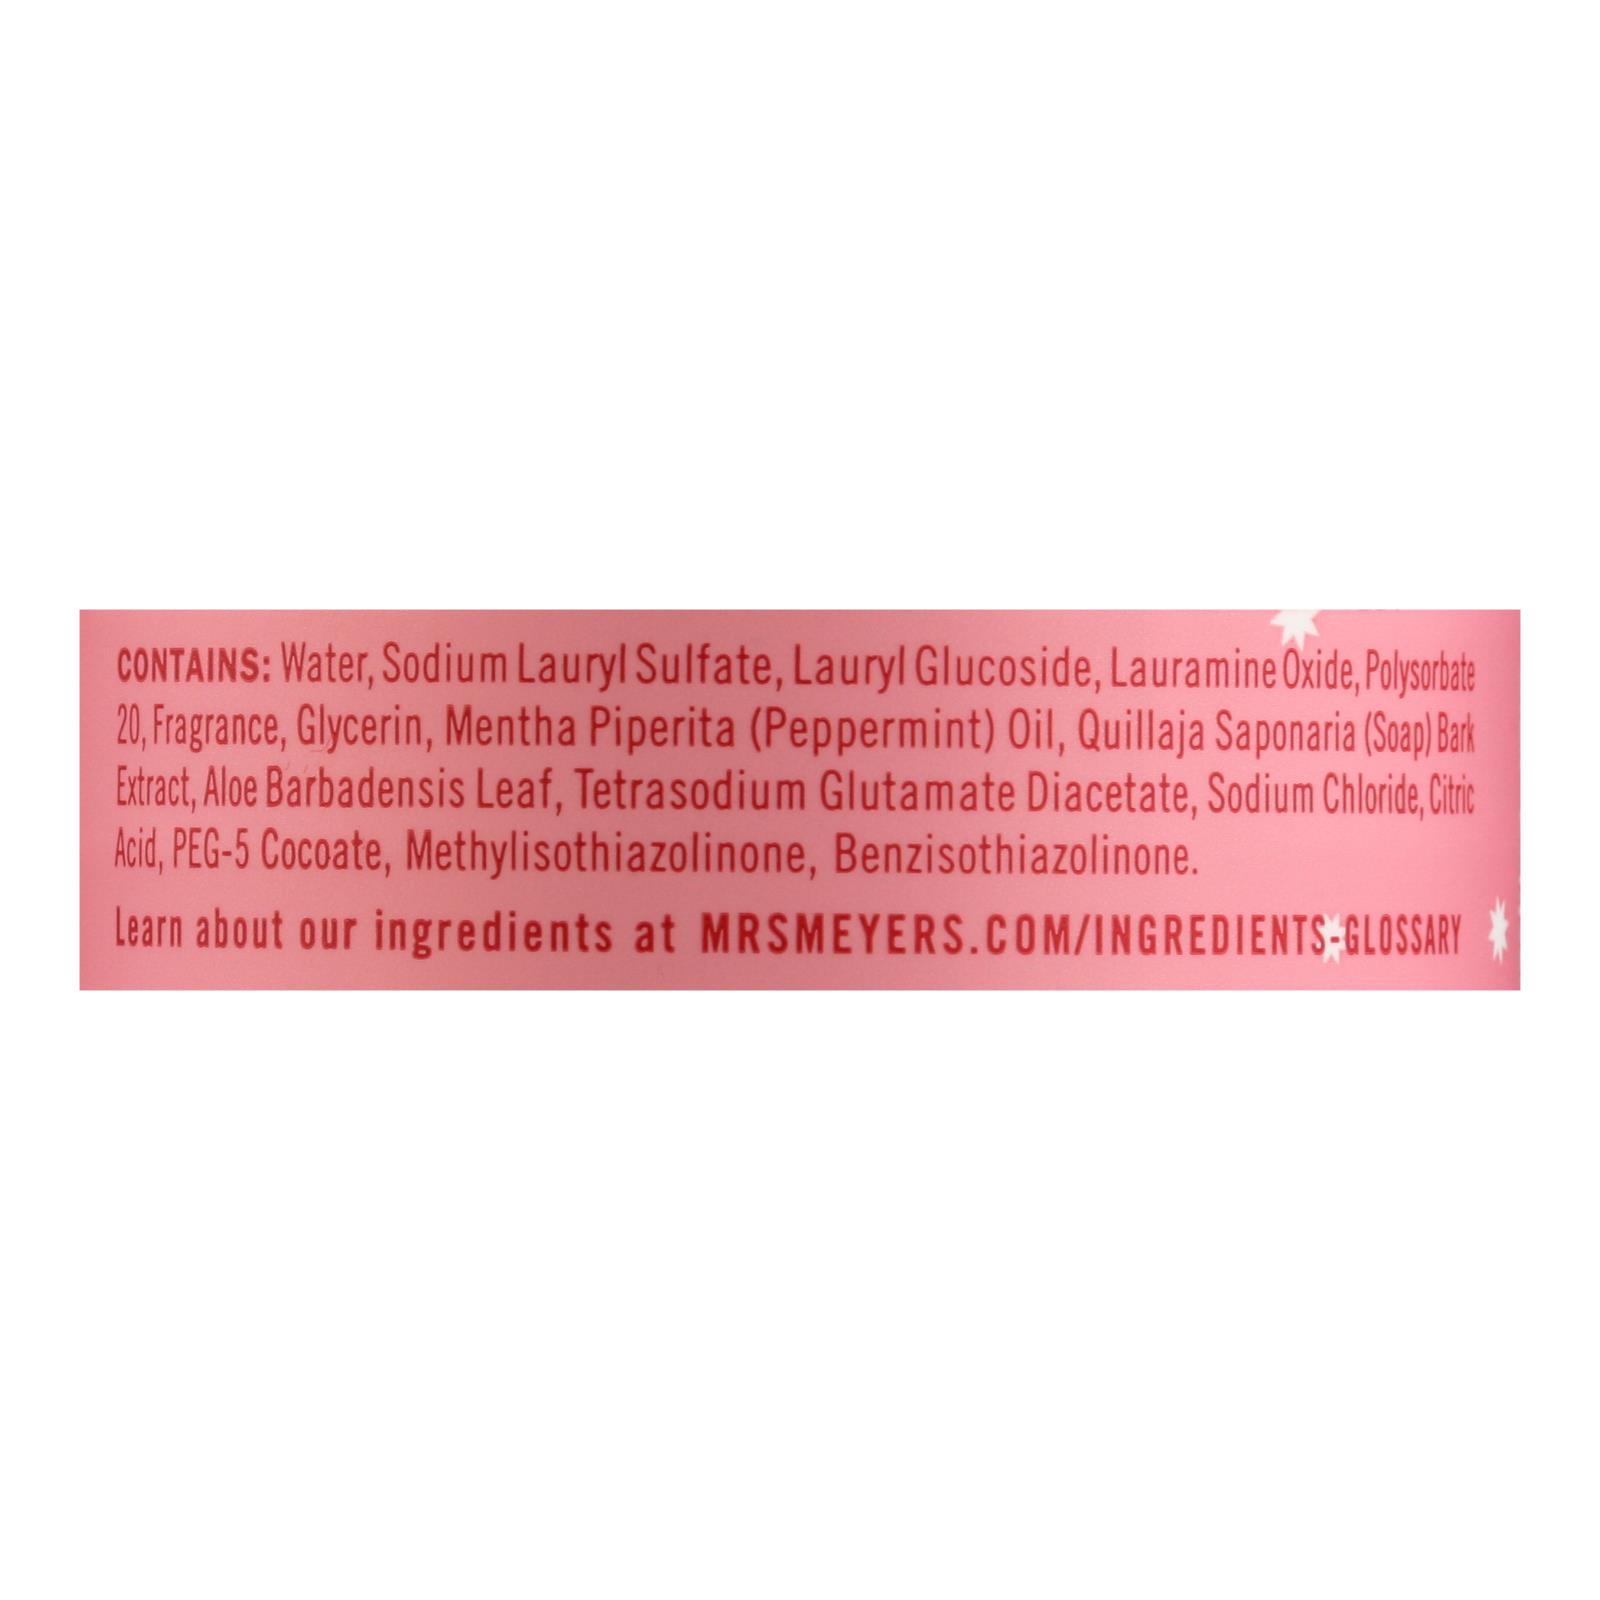 CONTAINS: Water, Sodium Lauryl Sulfate, Lauryl Glucoside, Lauramine Oxide, Polysorbate
20, Fragrance, Glycerin, Mentha Piperita (Peppermint) Oil, Quillaja Saponaria (Soap) Bark
Extract, Aloe Barbadensis Leaf, Tetrasodium Glutamate Diacetate, Sodium Chloride, Citric
Acid, PEG-5 Cocoate, Methylisothiazolinone, Benzisothiazolinone.
Learn about our ingredients at MRSMEYERS.COM/INGREDIENTS-GLOSSARY